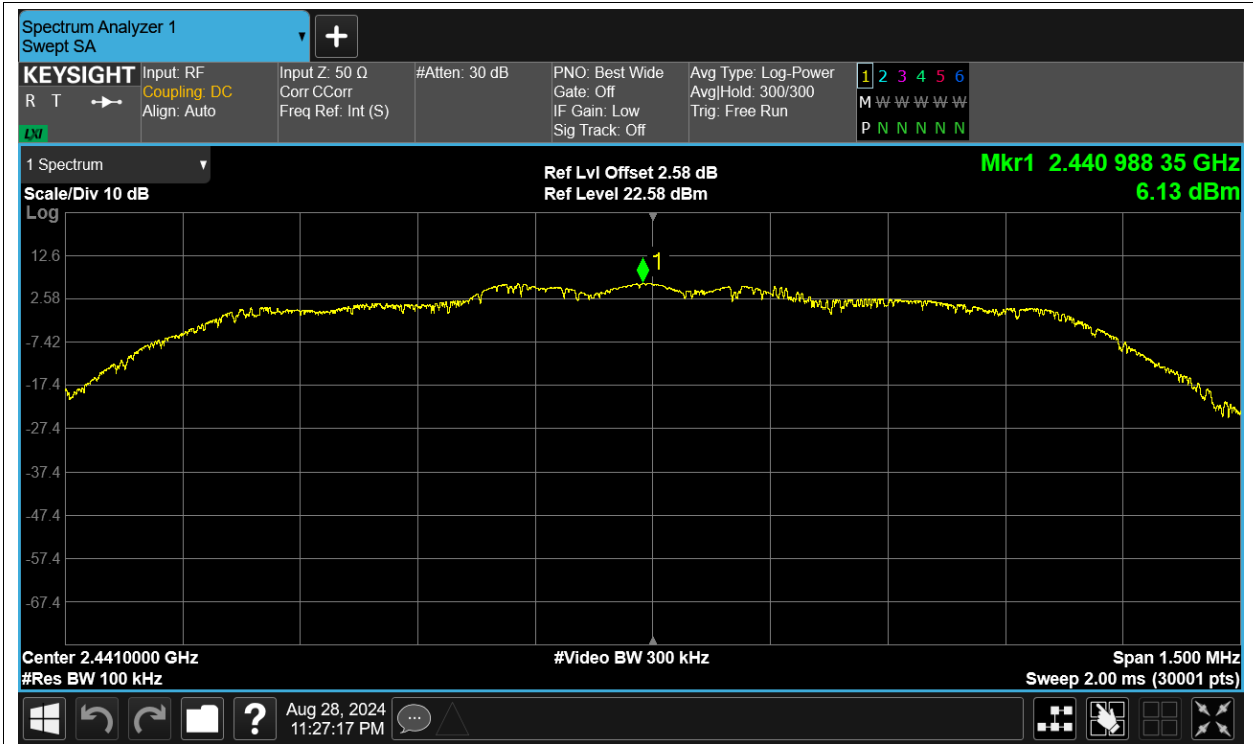 Spectrum Analyzer 1
Swept SA
KEYSIGHT Input: RF Input Z: 50 Ω #Atten: 30 dB PNO: Best Wide Avg Type: Log-Power 1 2 3 4 5 6
R T Coupling: DC Corr CCorr Gate: Off Avg|Hold: 300/300 M W W W W W
Align: Auto Freq Ref: Int (S) IF Gain: Low Trig: Free Run
LXI Sig Track: Off P N N N N N
1 Spectrum Ref Lvl Offset 2.58 dB Mkr1 2.440 988 35 GHz
Scale/Div 10 dB Ref Level 22.58 dBm 6.13 dBm
Log
12.6
1
2.58
-7.42
-17.4
-27.4
-37.4
-47.4
-57.4
-67.4
Center 2.4410000 GHz #Video BW 300 kHz Span 1.500 MHz
#Res BW 100 kHz Sweep 2.00 ms (30001 pts)
? Aug 28, 2024
11:27:17 PM